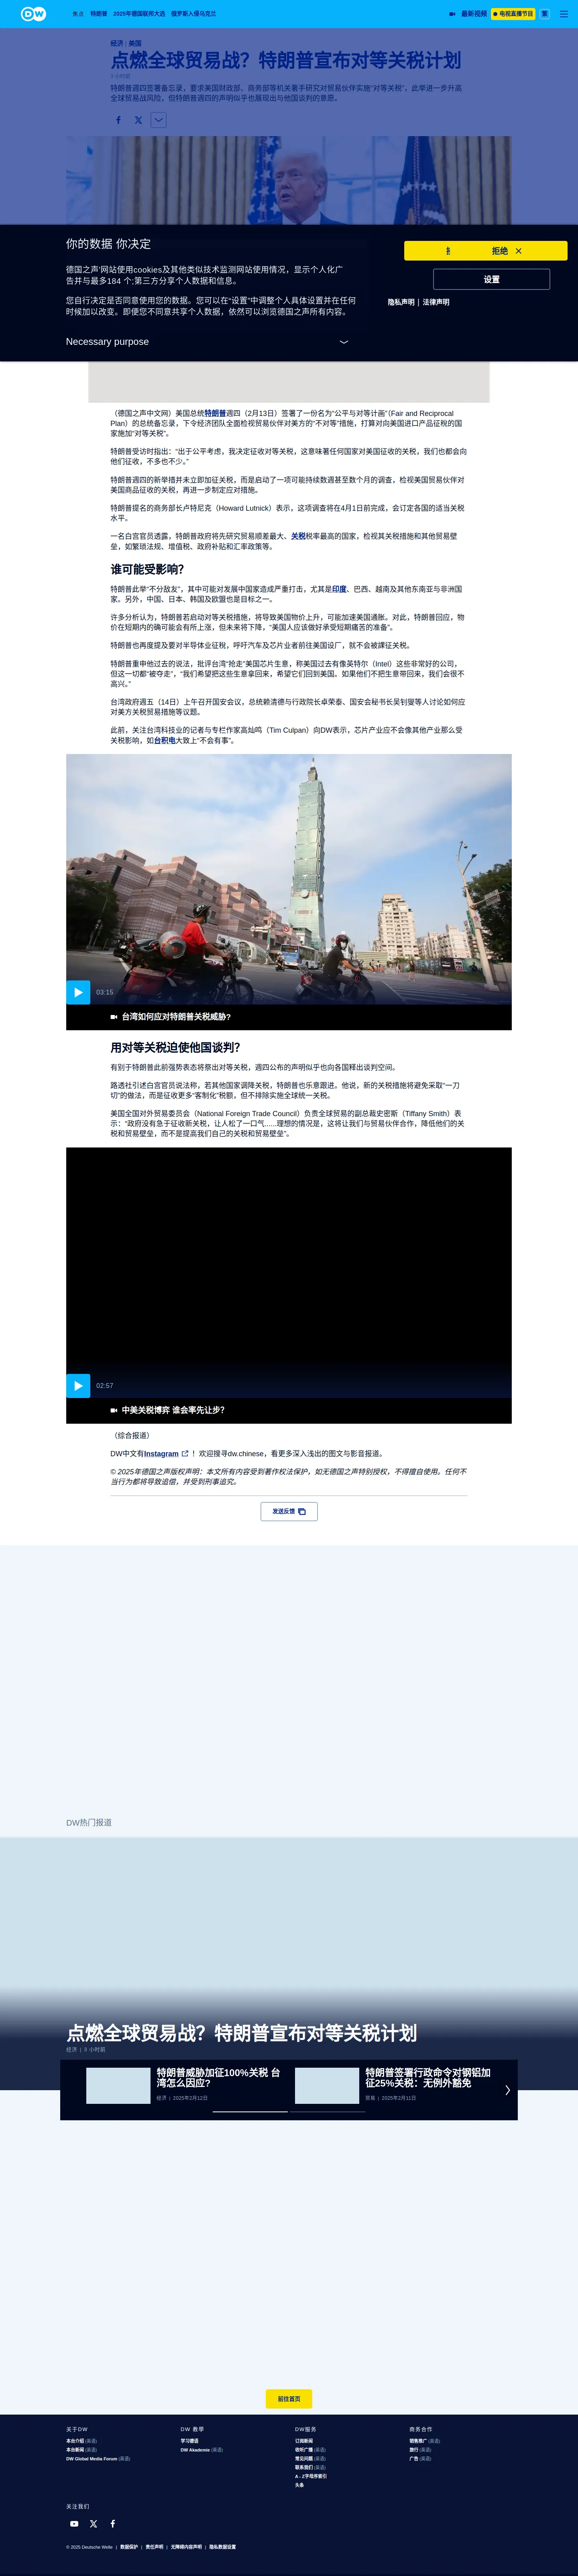 DW
焦点 特朗普 2025年德国联邦大选 俄罗斯入侵乌克兰
最新视频 电视直播节目 繁
经济 | 美国
点燃全球贸易战？特朗普宣布对等关税计划
3 小时前
特朗普週四签署备忘录，要求美国财政部、商务部等机关著手研究对贸易伙伴实施“对等关税”，此举进一步升高
全球贸易战风险，但特朗普週四的声明似乎也展现出与他国谈判的意愿。
你的数据 你决定
德国之声’网站使用cookies及其他类似技术监测网站使用情况，显示个人化广
告并与最多184 个;第三方分享个人数据和信息。
您自行决定是否同意使用您的数据。您可以在“设置”中调整个人具体设置并在任何
时候加以改变。即便您不同意共享个人数据，依然可以浏览德国之声所有内容。
Necessary purpose
拒绝
设置
隐私声明 | 法律声明
（德国之声中文网）美国总统特朗普週四（2月13日）签署了一份名为“公平与对等计画”（Fair and Reciprocal
Plan）的总统备忘录，下令经济团队全面检视贸易伙伴对美方的“不对等”措施，打算对向美国进口产品征税的国
家施加“对等关税”。
特朗普受访时指出：“出于公平考虑，我决定征收对等关税，这意味著任何国家对美国征收的关税，我们也都会向
他们征收，不多也不少。”
特朗普週四的新举措并未立即加征关税，而是启动了一项可能持续数週甚至数个月的调查，检视美国贸易伙伴对
美国商品征收的关税，再进一步制定应对措施。
特朗普提名的商务部长卢特尼克（Howard Lutnick）表示，这项调查将在4月1日前完成，会订定各国的适当关税
水平。
一名白宫官员透露，特朗普政府将先研究贸易顺差最大、关税税率最高的国家，检视其关税措施和其他贸易壁
垒，如繁琐法规、增值税、政府补贴和汇率政策等。
谁可能受影响？
特朗普此举“不分敌友”，其中可能对发展中国家造成严重打击，尤其是印度、巴西、越南及其他东南亚与非洲国
家。另外，中国、日本、韩国及欧盟也是目标之一。
许多分析认为，特朗普若启动对等关税措施，将导致美国物价上升，可能加速美国通胀。对此，特朗普回应，物
价在短期内的确可能会有所上涨，但未来将下降，“美国人应该做好承受短期痛苦的准备”。
特朗普也再度提及要对半导体业征税，呼吁汽车及芯片业者前往美国设厂，就不会被課征关税。
特朗普重申他过去的说法，批评台湾“抢走”美国芯片生意，称美国过去有像英特尔（Intel）这些非常好的公司，
但这一切都“被夺走”，“我们希望把这些生意拿回来，希望它们回到美国。如果他们不把生意带回来，我们会很不
高兴。”
台湾政府週五（14日）上午召开国安会议，总统赖清德与行政院长卓荣泰、国安会秘书长吴钊燮等人讨论如何应
对美方关税贸易措施等议题。
此前，关注台湾科技业的记者与专栏作家高灿鸣（Tim Culpan）向DW表示，芯片产业应不会像其他产业那么受
关税影响，如台积电大致上“不会有事”。
03:15
台湾如何应对特朗普关税威胁?
用对等关税迫使他国谈判？
有别于特朗普此前强势表态将祭出对等关税，週四公布的声明似乎也向各国释出谈判空间。
路透社引述白宫官员说法称，若其他国家调降关税，特朗普也乐意跟进。他说，新的关税措施将避免采取“一刀
切”的做法，而是征收更多“客制化”税额，但不排除实施全球统一关税。
美国全国对外贸易委员会（National Foreign Trade Council）负责全球贸易的副总裁史密斯（Tiffany Smith）表
示：“政府没有急于征收新关税，让人松了一口气......理想的情况是，这将让我们与贸易伙伴合作，降低他们的关
税和贸易壁垒，而不是提高我们自己的关税和贸易壁垒”。
02:57
中美关税博弈 谁会率先让步？
（综合报道）
DW中文有Instagram！欢迎搜寻dw.chinese，看更多深入浅出的图文与影音报道。
© 2025年德国之声版权声明：本文所有内容受到著作权法保护，如无德国之声特别授权，不得擅自使用。任何不
当行为都将导致追偿，并受到刑事追究。
发送反馈
DW热门报道
点燃全球贸易战？特朗普宣布对等关税计划
经济 | 3 小时前
特朗普威胁加征100%关税 台
湾怎么因应?
经济 | 2025年2月12日
特朗普签署行政命令对钢铝加
征25%关税：无例外豁免
贸易 | 2025年2月11日
前往首页
关于DW
本台介绍 (英语)
本台新闻 (英语)
DW Global Media Forum (英语)
DW 教學
学习德语
DW Akademie (英语)
DW服务
订阅新闻
收听广播 (英语)
常见问题 (英语)
联系我们 (英语)
A - Z字母序索引
头条
商务合作
销售推广 (英语)
旅行 (英语)
广告 (英语)
关注我们
© 2025 Deutsche Welle | 数据保护 | 责任声明 | 无障碍内容声明 | 隐私数据设置